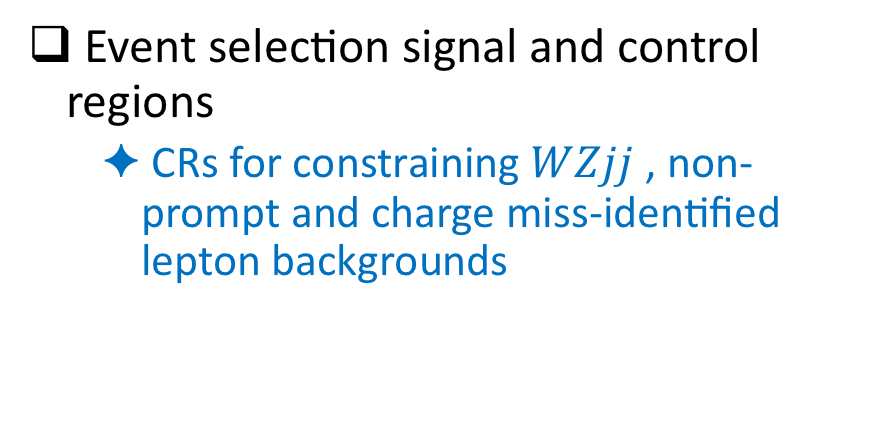 ❑ Event selection signal and control
regions
✦ CRs for constraining WZjj , non-
prompt and charge miss-identified
lepton backgrounds